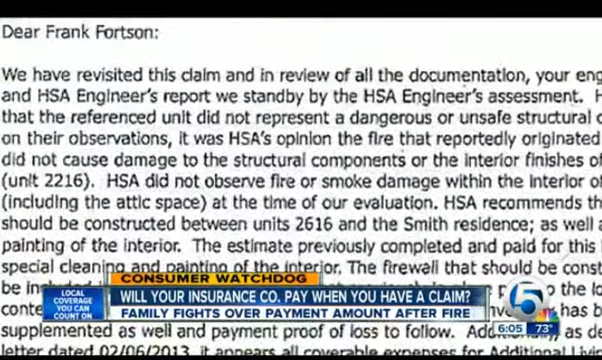 Dear Frank Fortson:
We have revisited this claim and in review of all the documentation, your eng
and HSA Engineer's report we standby by the HSA Engineer's assessment. H
that the referenced unit did not represent a dangerous or unsafe structural c
on their observations, it was HSA's opinion the fire that reportedly originated
did not cause damage to the structural components or the interior finishes of
(unit 2216). HSA did not observe fire or smoke damage within the interior of
(including the attic space) at the time of our evaluation. HSA recommends th
should be constructed between units 2616 and the Smith residence; as well a
painting of the interior. The estimate previously completed and paid for this
special cleaning and painting of the interior. The firewall that should be const
be in
conte
supplemented as well and payment proof of loss to follow. Additionally, as de
letter dated 02/06/2013, it appears all coverable expenses for Additional Livin
CONSUMER WATCHDOG
LOCAL COVERAGE YOU CAN COUNT ON
WILL YOUR INSURANCE CO. PAY WHEN YOU HAVE A CLAIM?
FAMILY FIGHTS OVER PAYMENT AMOUNT AFTER FIRE
5
6:05 73°